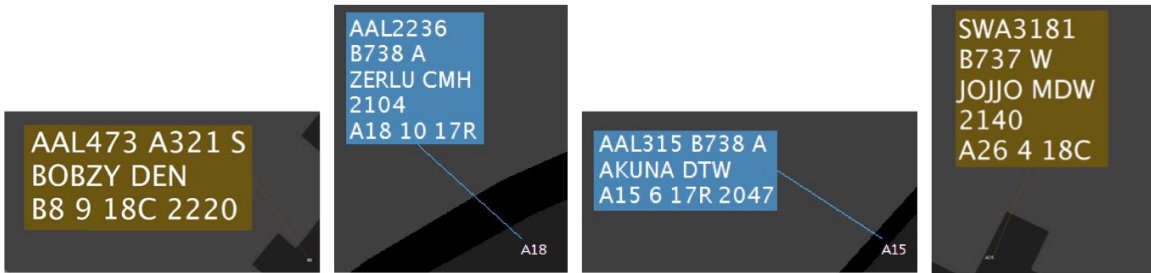 AAL473 A321 S
BOBZY DEN
B8 9 18C 2220
AAL2236
B738 A
ZERLU CMH
2104
A18 10 17R
A18
AAL315 B738 A
AKUNA DTW
A15 6 17R 2047
A15
SWA3181
B737 W
JOJJO MDW
2140
A26 4 18C